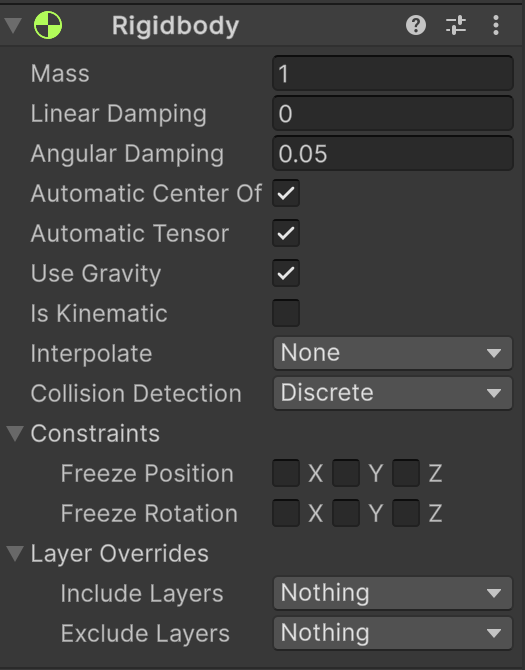 Rigidbody
Mass 1
Linear Damping 0
Angular Damping 0.05
Automatic Center Of
Automatic Tensor
Use Gravity
Is Kinematic
Interpolate None
Collision Detection Discrete
Constraints
Freeze Position X Y Z
Freeze Rotation X Y Z
Layer Overrides
Include Layers Nothing
Exclude Layers Nothing